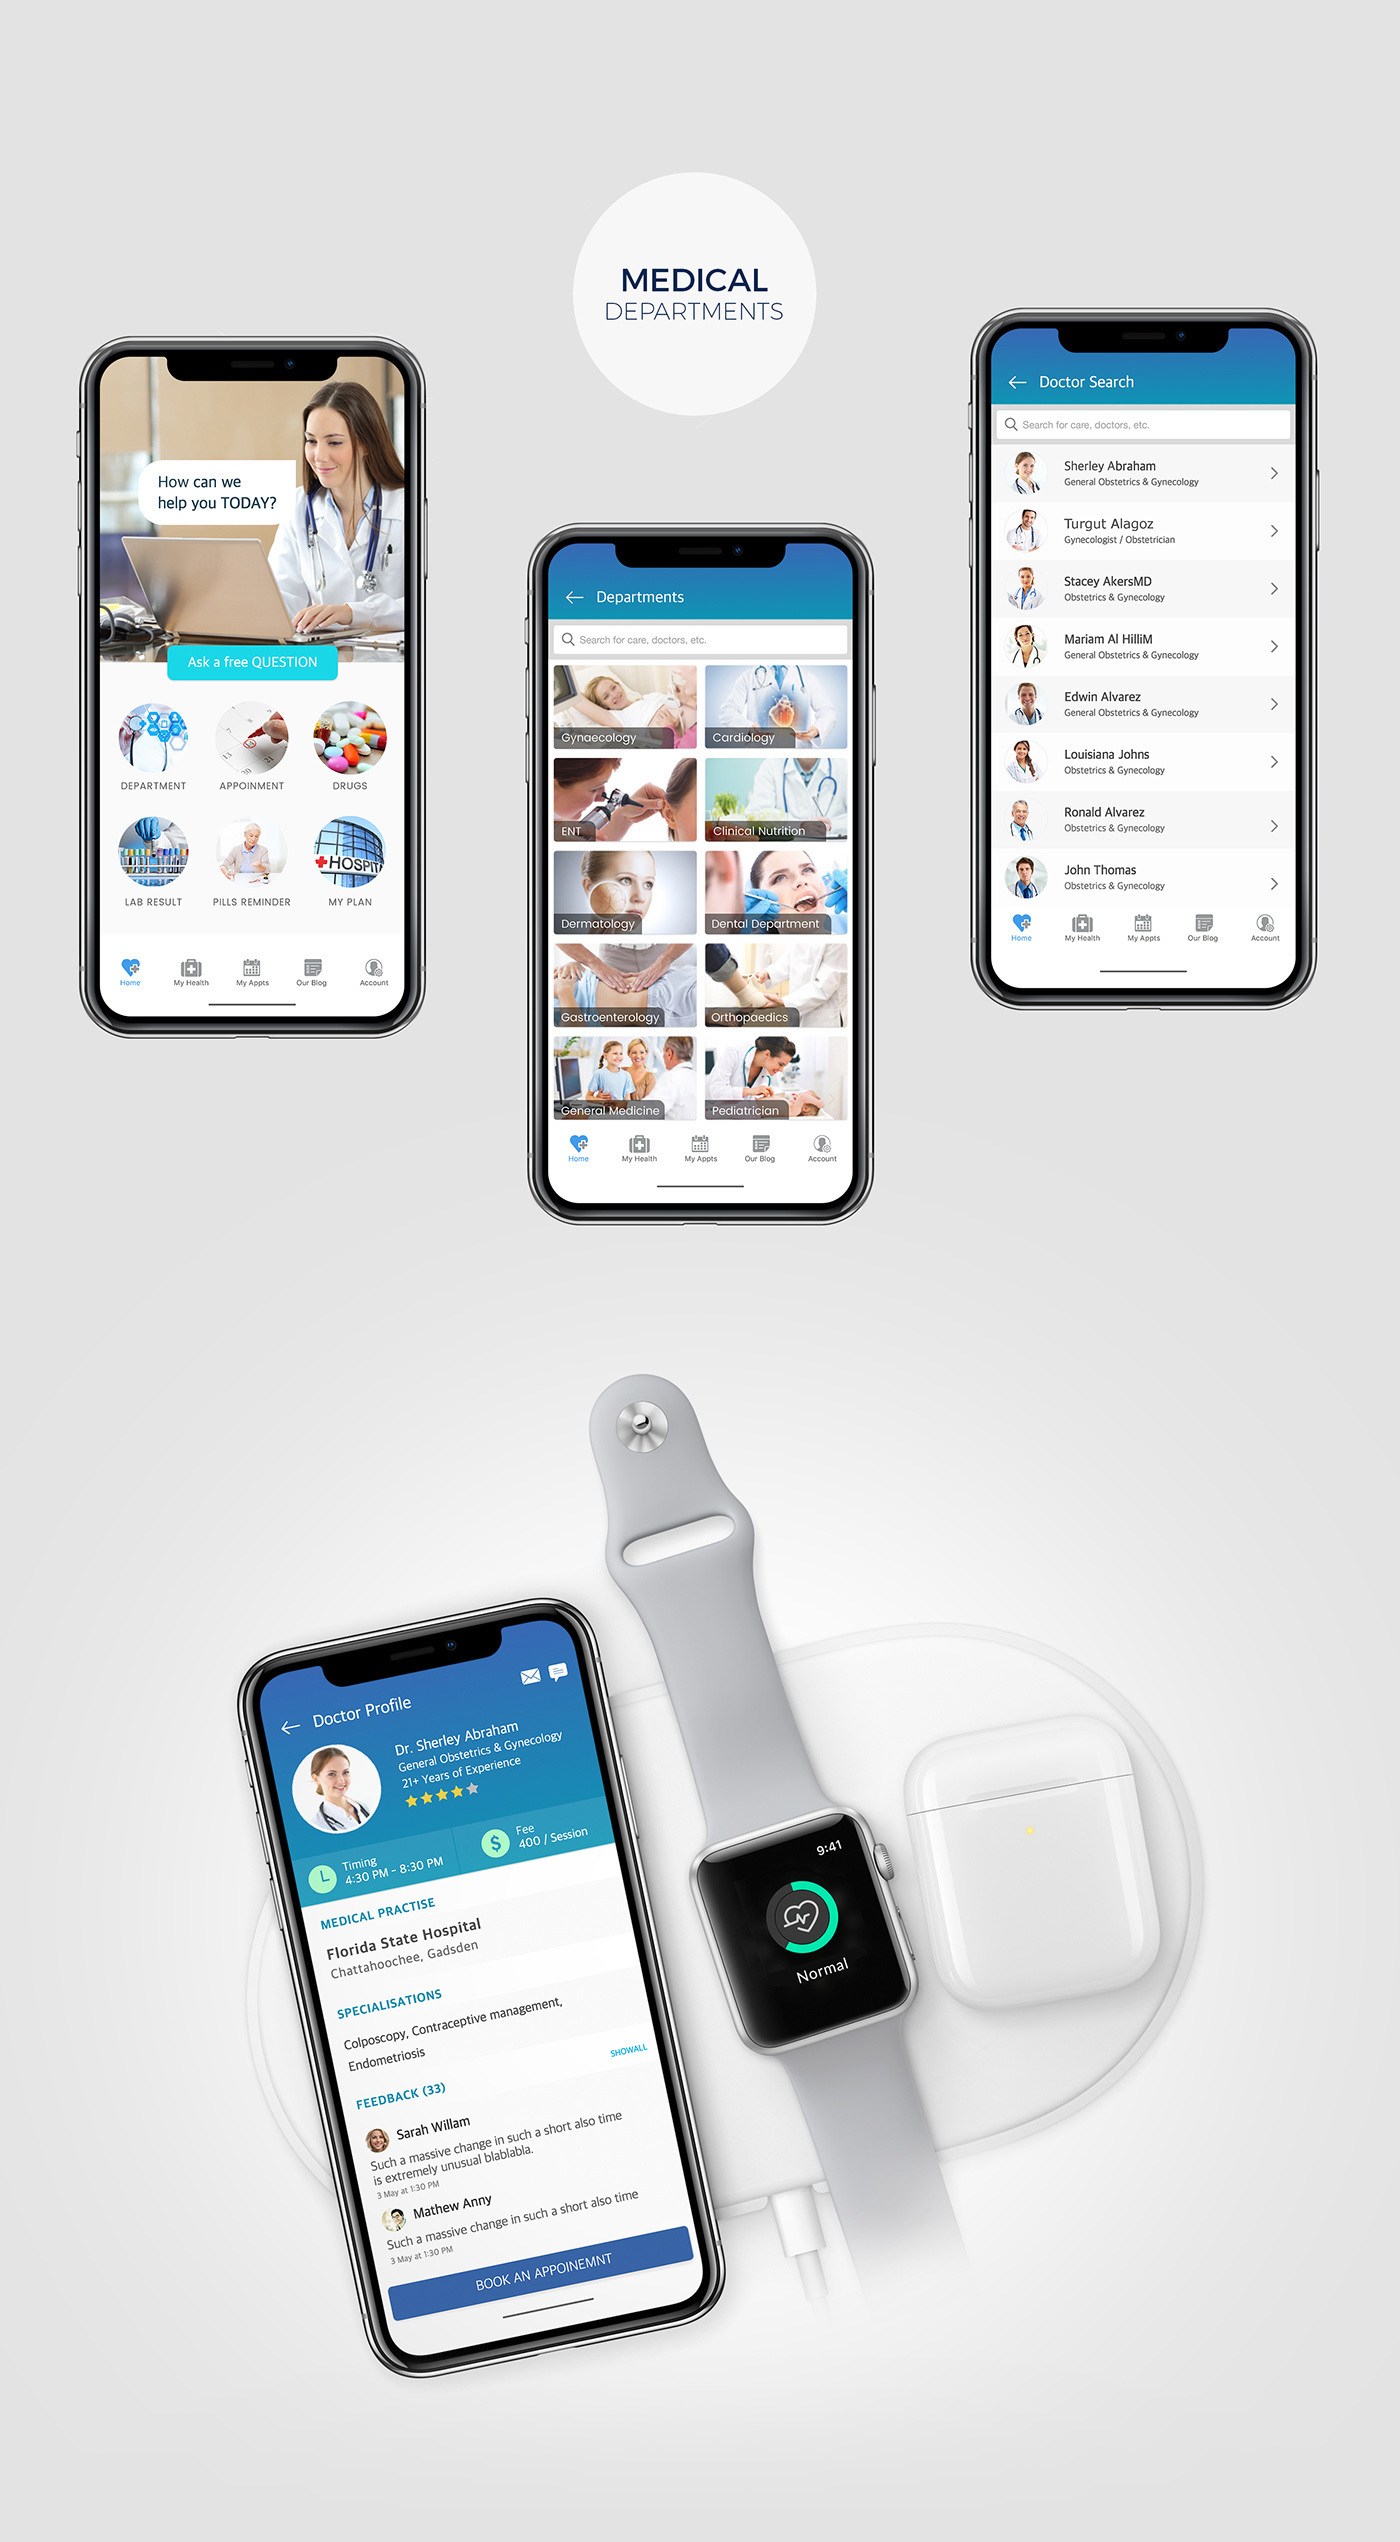 MEDICAL
DEPARTMENTS
How can we
help you TODAY?
Ask a free QUESTION
DEPARTMENT
APPOINMENT
DRUGS
HOSPIT
LAB RESULT
PILLS REMINDER
MY PLAN
Home
My Health
My Appts
Our Blog
Account
Departments
Search for care, doctors, etc.
Gynaecology
Cardiology
ENT
Clinical Nutrition
Dermatology
Dental Department
Gastroenterology
Orthopaedics
General Medicine
Pediatrician
Home
My Health
My Appts
Our Blog
Account
Doctor Search
Search for care, doctors, etc.
Sherley Abraham
General Obstetrics & Gynecology
Turgut Alagoz
Gynecologist / Obstetrician
Stacey AkersMD
Obstetrics & Gynecology
Mariam Al HilliM
General Obstetrics & Gynecology
Edwin Alvarez
General Obstetrics & Gynecology
Louisiana Johns
Obstetrics & Gynecology
Ronald Alvarez
Obstetrics & Gynecology
John Thomas
Obstetrics & Gynecology
Home
My Health
My Appts
Our Blog
Account
Doctor Profile
Dr. Sherley Abraham
General Obstetrics & Gynecology
21+ Years of Experience
Timing
4:30 PM - 8:30 PM
Fee
400 / Session
MEDICAL PRACTISE
Florida State Hospital
Chattahoochee, Gadsden
SPECIALISATIONS
Colposcopy, Contraceptive management,
Endometriosis
SHOWALL
FEEDBACK (33)
Sarah Willam
Such a massive change in such a short also time
is extremely unusual blablabla.
3 May at 1:30 PM
Mathew Anny
Such a massive change in such a short also time
3 May at 1:30 PM
BOOK AN APPOINEMNT
9:41
Normal